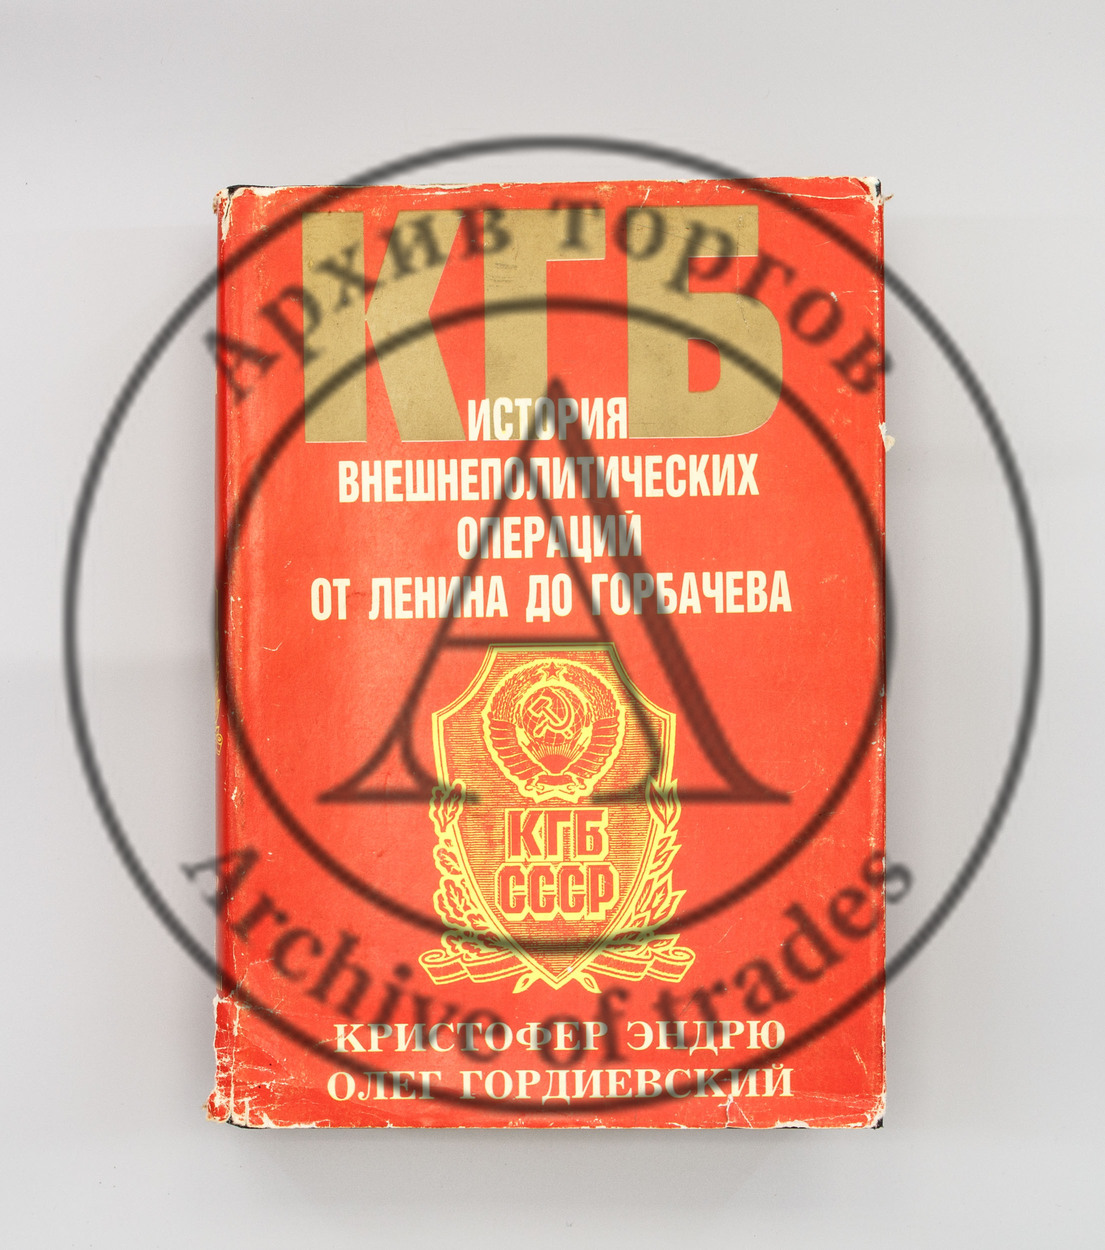 Архив торгов
КГБ
ИСТОРИЯ
ВНЕШНЕПОЛИТИЧЕСКИХ
ОПЕРАЦИЙ
ОТ ЛЕНИНА ДО ГОРБАЧЕВА
А
КГБ
СССР
Archive of trades
КРИСТОФЕР ЭНДРЮ
ОЛЕГ ГОРДИЕВСКИЙ